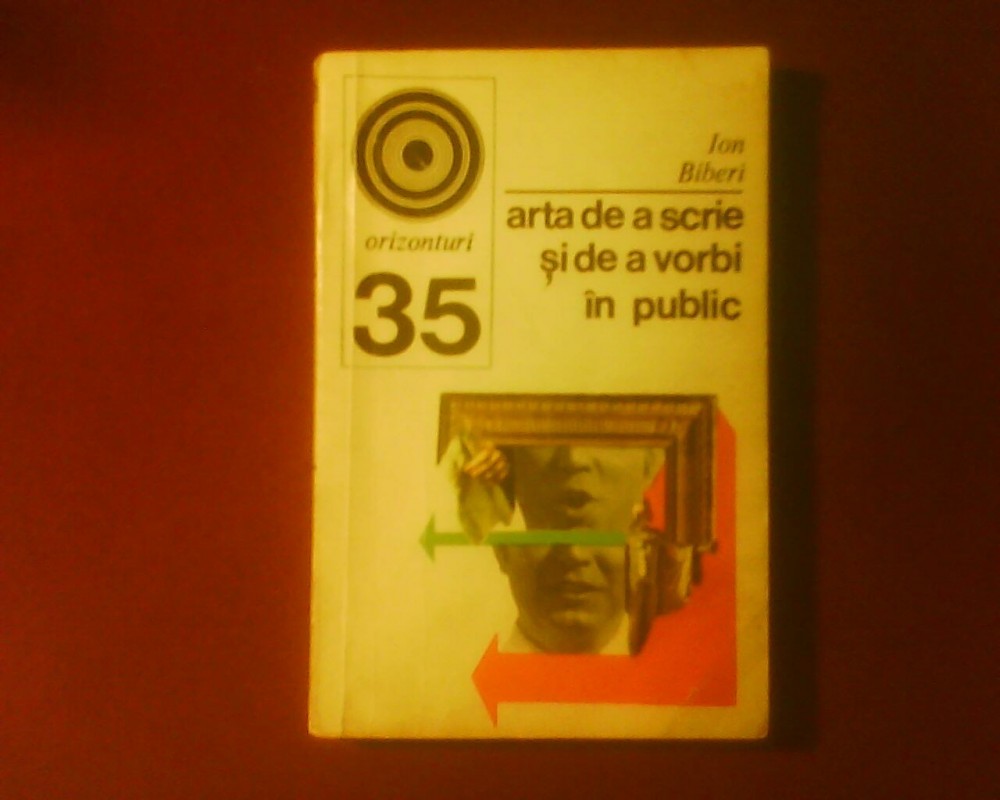 orizonturi
35
Ion
Biberi
arta de a scrie
și de a vorbi
în public